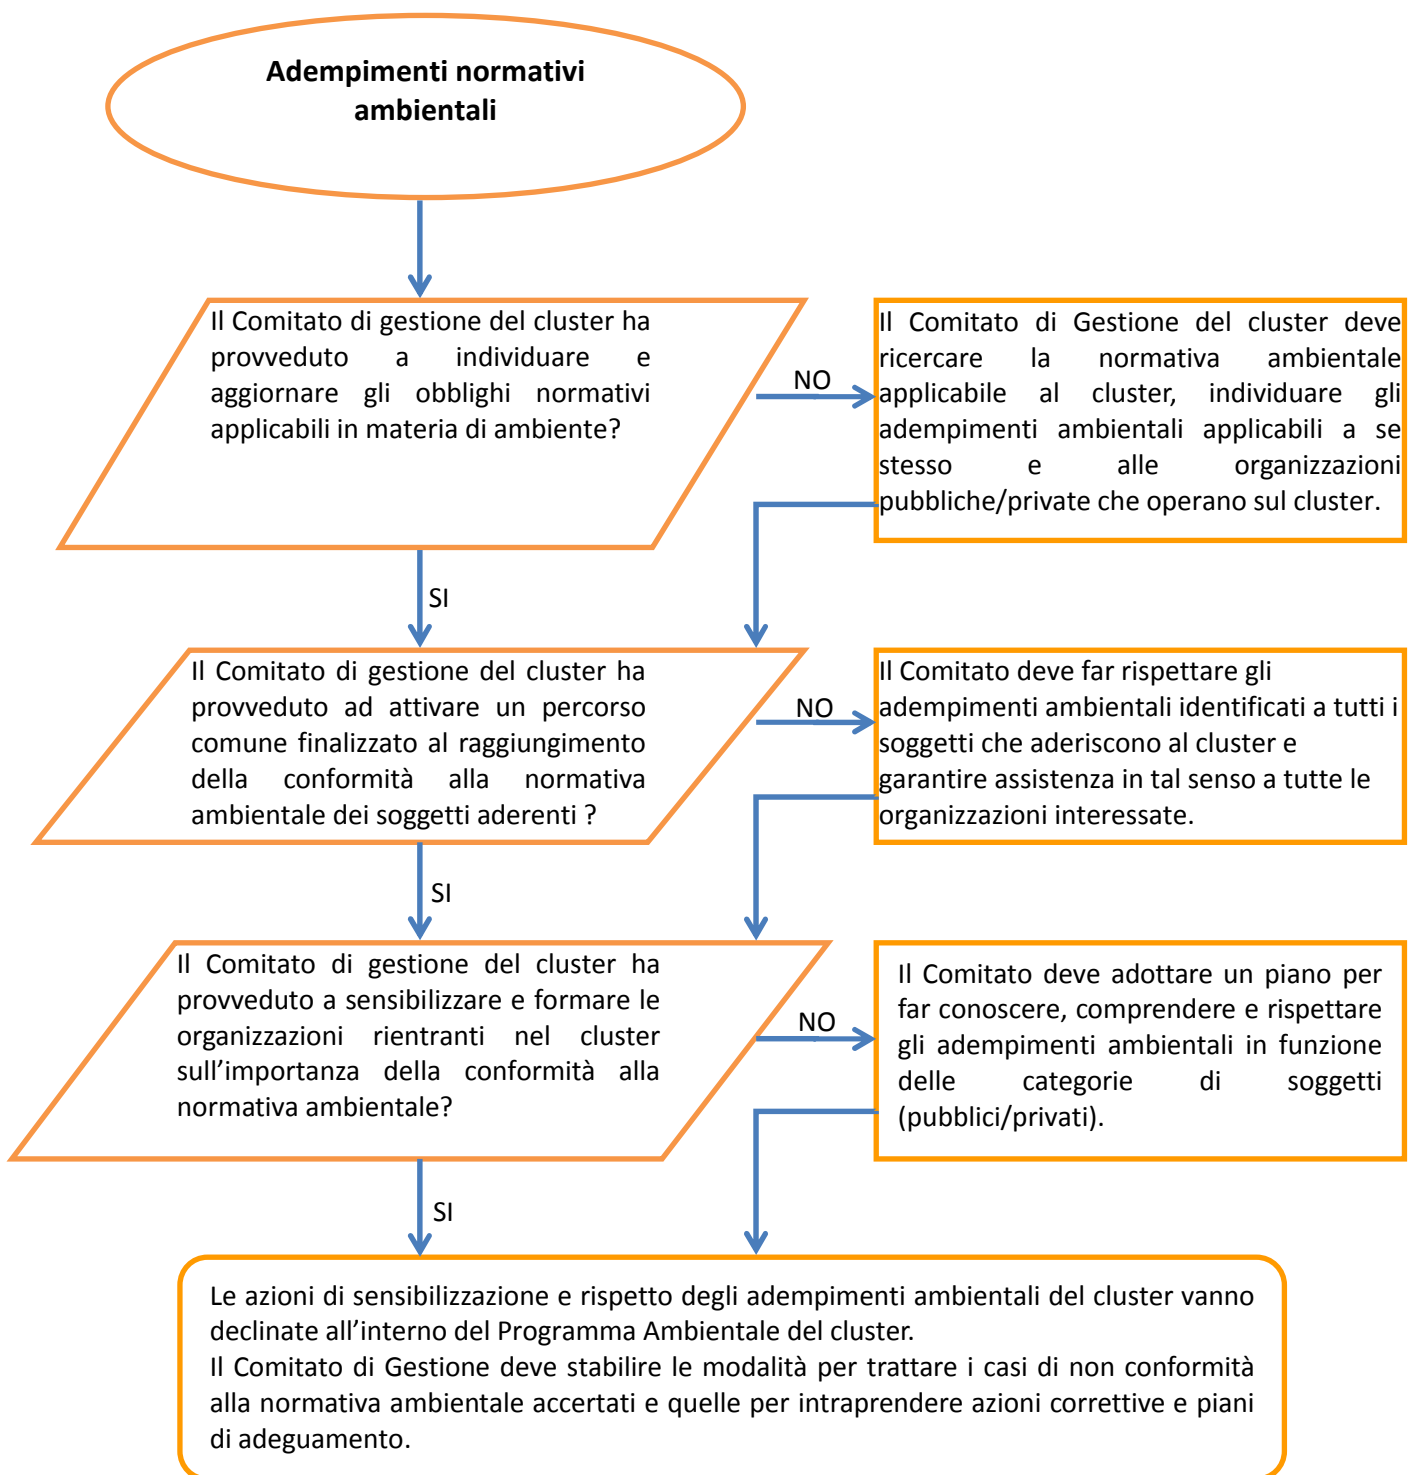 Adempimenti normativi
ambientali
Il Comitato di gestione del cluster ha
provveduto a individuare e
aggiornare gli obblighi normativi
applicabili in materia di ambiente?
NO
Il Comitato di Gestione del cluster deve
ricercare la normativa ambientale
applicabile al cluster, individuare gli
adempimenti ambientali applicabili a se
stesso e alle organizzazioni
pubbliche/private che operano sul cluster.
SI
Il Comitato di gestione del cluster ha
provveduto ad attivare un percorso
comune finalizzato al raggiungimento
della conformità alla normativa
ambientale dei soggetti aderenti ?
NO
Il Comitato deve far rispettare gli
adempimenti ambientali identificati a tutti i
soggetti che aderiscono al cluster e
garantire assistenza in tal senso a tutte le
organizzazioni interessate.
SI
Il Comitato di gestione del cluster ha
provveduto a sensibilizzare e formare le
organizzazioni rientranti nel cluster
sull’importanza della conformità alla
normativa ambientale?
NO
Il Comitato deve adottare un piano per
far conoscere, comprendere e rispettare
gli adempimenti ambientali in funzione
delle categorie di soggetti
(pubblici/privati).
SI
Le azioni di sensibilizzazione e rispetto degli adempimenti ambientali del cluster vanno
declinate all’interno del Programma Ambientale del cluster.
Il Comitato di Gestione deve stabilire le modalità per trattare i casi di non conformità
alla normativa ambientale accertati e quelle per intraprendere azioni correttive e piani
di adeguamento.